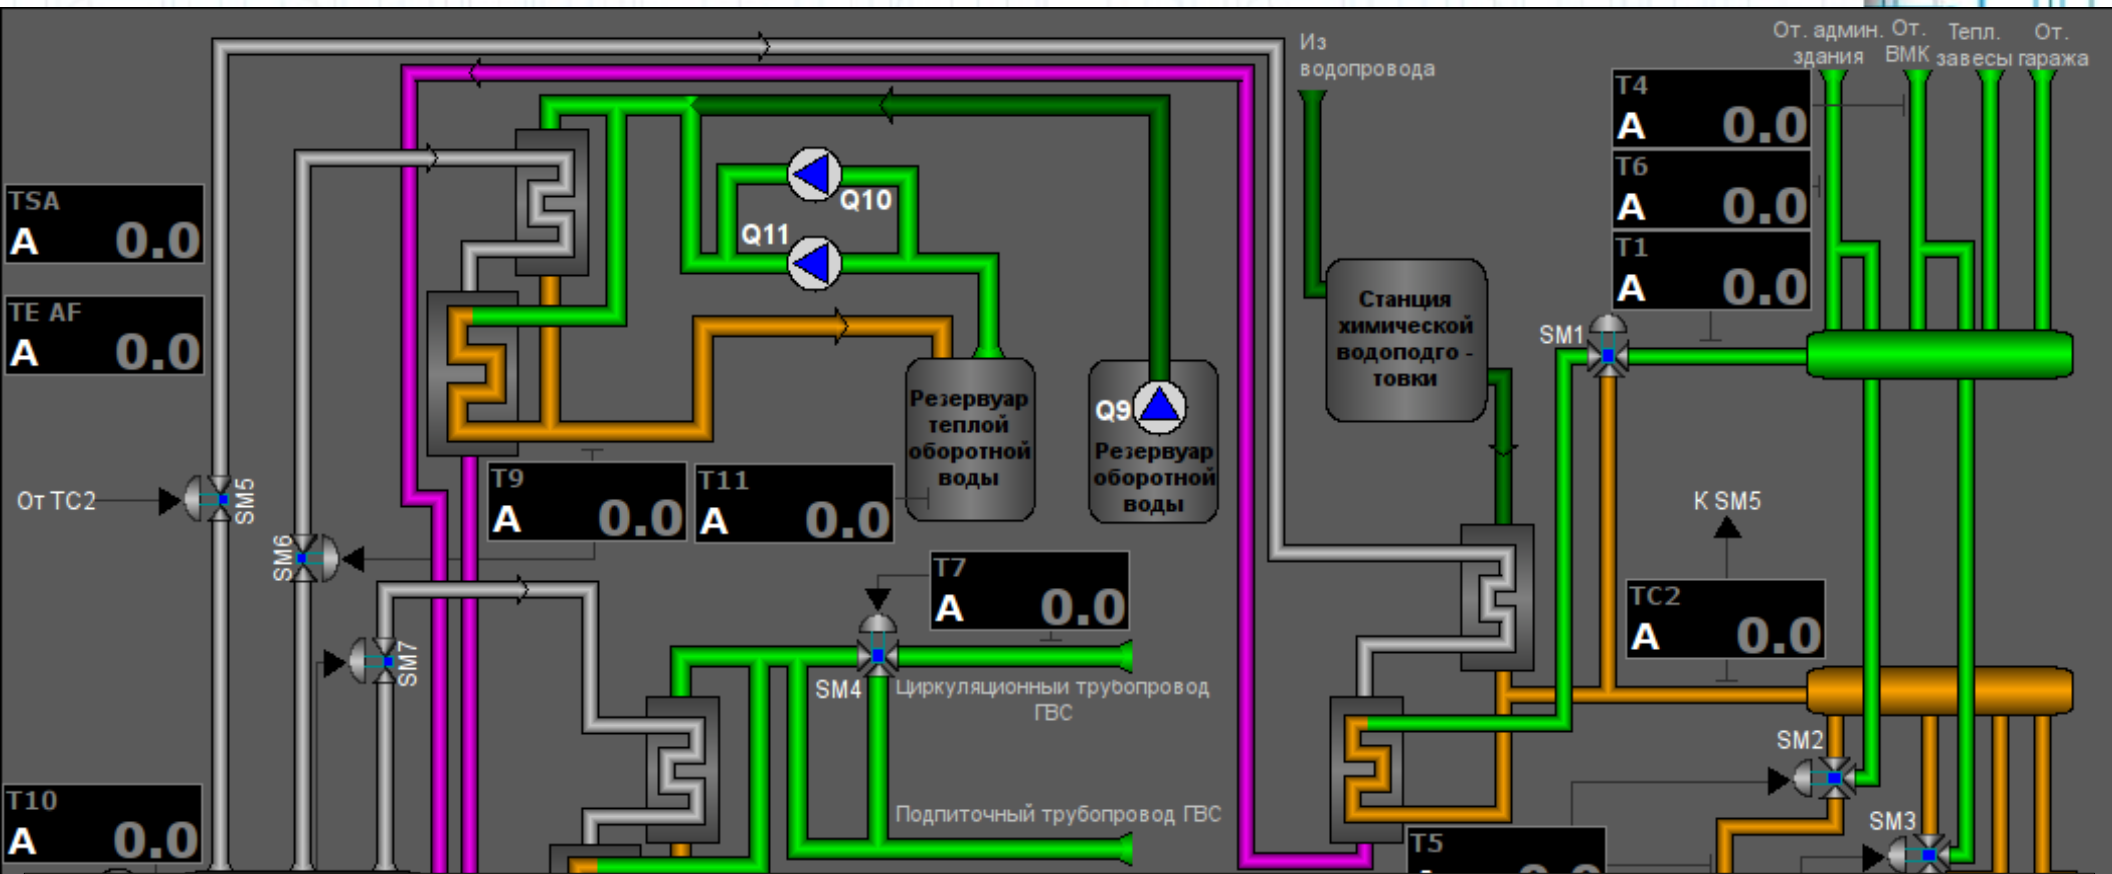 Из
водопровода
От. админ.
здания
От.
ВМК
Тепл.
завесы
От.
гаража
T4
A 0.0
T6
A 0.0
T1
A 0.0
TSA
A 0.0
TE AF
A 0.0
Q10
Q11
Станция
химической
водоподго -
товки
SM1
Резервуар
теплой
оборотной
воды
Q9
Резервуар
оборотной
воды
От ТС2
SM5
T9
A 0.0
T11
A 0.0
К SM5
SM6
T7
A 0.0
TC2
A 0.0
SM7
SM4
Циркуляционный трубопровод
ГВС
SM2
T10
A 0.0
Подпиточный трубопровод ГВС
SM3
T5
A 0.0